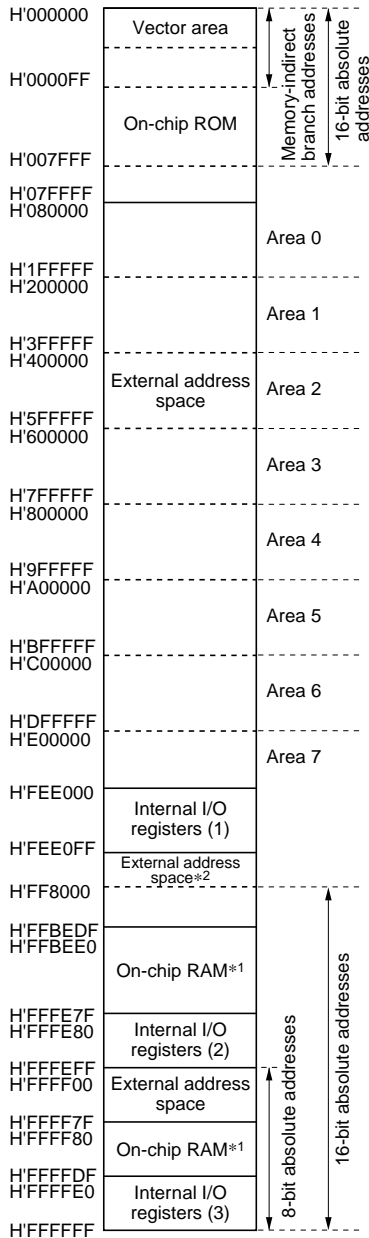 H'000000
Vector area
H'0000FF
Memory-indirect
branch addresses
16-bit absolute
addresses
On-chip ROM
H'007FFF
H'07FFFF
H'080000
Area 0
H'1FFFFF
H'200000
Area 1
H'3FFFFF
H'400000
External address
space
Area 2
H'5FFFFF
H'600000
Area 3
H'7FFFFF
H'800000
Area 4
H'9FFFFF
H'A00000
Area 5
H'BFFFFF
H'C00000
Area 6
H'DFFFFF
H'E00000
Area 7
H'FEE000
Internal I/O
registers (1)
H'FEE0FF
External address
space*2
H'FF8000
H'FFBEDF
H'FFBEE0
On-chip RAM*1
H'FFFE7F
H'FFFE80
Internal I/O
registers (2)
H'FFFEFF
H'FFFF00
External address
space
H'FFFF7F
H'FFFF80
On-chip RAM*1
H'FFFFDF
H'FFFFE0
Internal I/O
registers (3)
H'FFFFFF
8-bit absolute addresses
16-bit absolute addresses